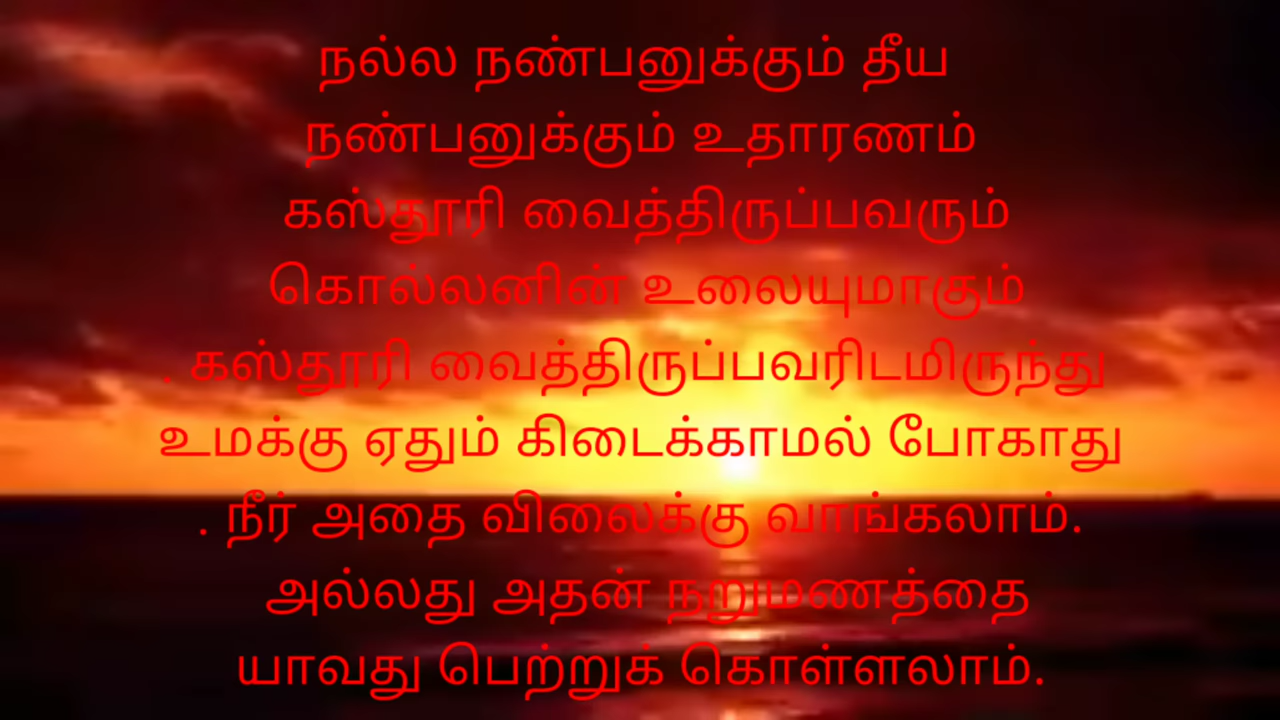 நல்ல நண்பனுக்கும் தீய
நண்பனுக்கும் உதாரணம்
கஸ்தூரி வைத்திருப்பவரும்
கொல்லனின் உலையுமாகும்
. கஸ்தூரி வைத்திருப்பவரிடமிருந்து
உமக்கு ஏதும் கிடைக்காமல் போகாது
. நீர் அதை விலைக்கு வாங்கலாம்.
அல்லது அதன் நறுமணத்தை
யாவது பெற்றுக் கொள்ளலாம்.